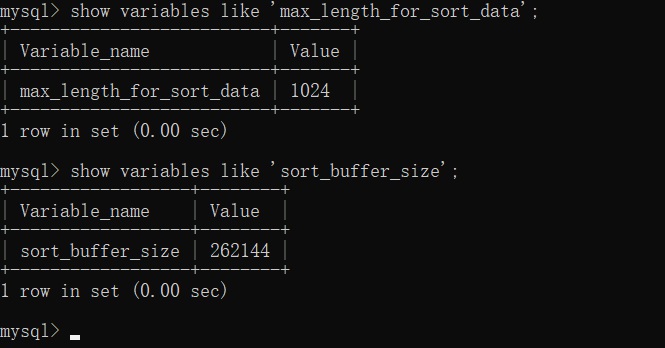 mysql> show variables like 'max_length_for_sort_data';
+--------------------------+-------+
| Variable_name            | Value |
+--------------------------+-------+
| max_length_for_sort_data | 1024  |
+--------------------------+-------+
1 row in set (0.00 sec)
mysql> show variables like 'sort_buffer_size';
+------------------+--------+
| Variable_name    | Value  |
+------------------+--------+
| sort_buffer_size | 262144 |
+------------------+--------+
1 row in set (0.00 sec)
mysql>